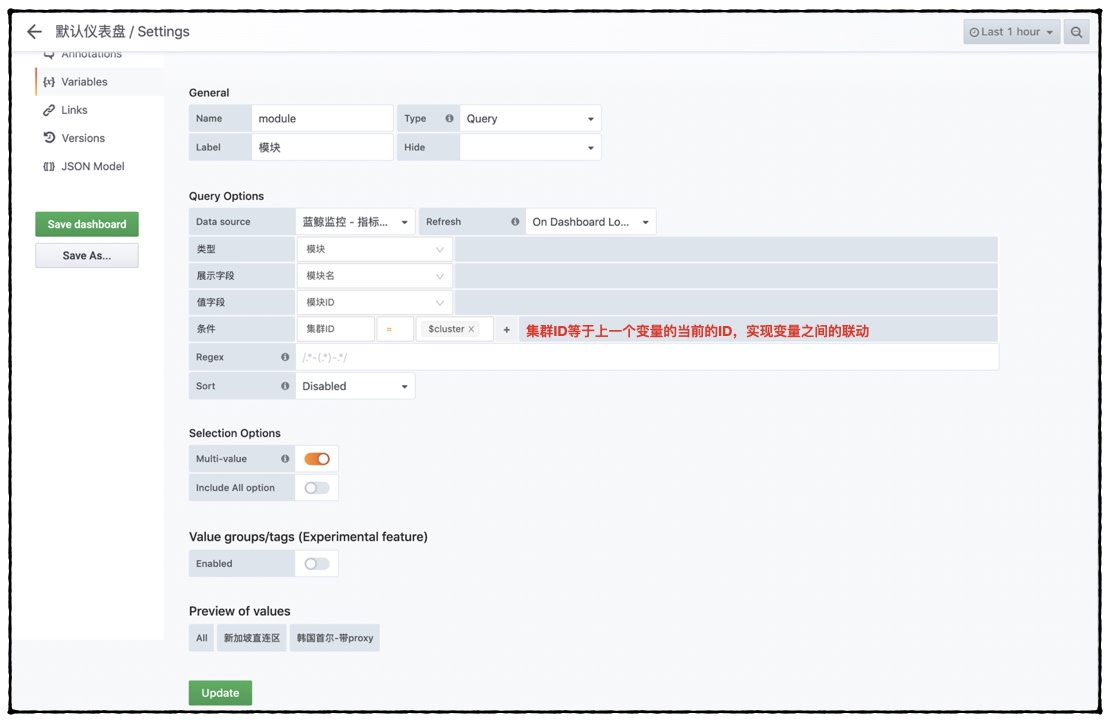 默认仪表盘 / Settings
Last 1 hour
Annotations
Variables
Links
Versions
JSON Model
Save dashboard
Save As...
General
Name module Type Query
Label 模块 Hide
Query Options
Data source 蓝鲸监控 - 指标... Refresh On Dashboard Lo...
类型 模块
展示字段 模块名
值字段 模块ID
条件 集群ID = $cluster × + 集群ID等于上一个变量的当前的ID，实现变量之间的联动
Regex /.*-(.*)-.*/
Sort Disabled
Selection Options
Multi-value
Include All option
Value groups/tags (Experimental feature)
Enabled
Preview of values
All 新加坡直连区 韩国首尔-带proxy
Update